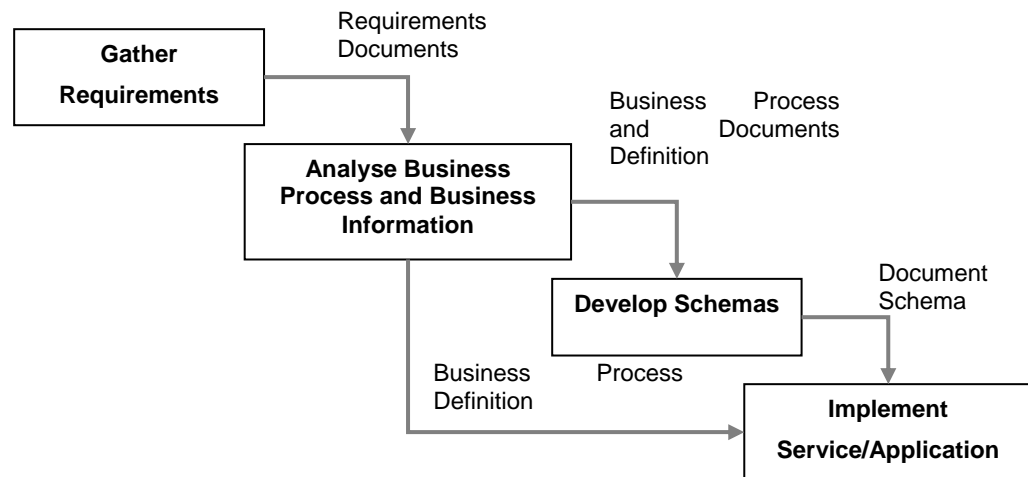 Gather
Requirements
Requirements
Documents
Analyse Business
Process and Business
Information
Business Process
and Documents
Definition
Develop Schemas
Document
Schema
Business Process
Definition
Implement
Service/Application